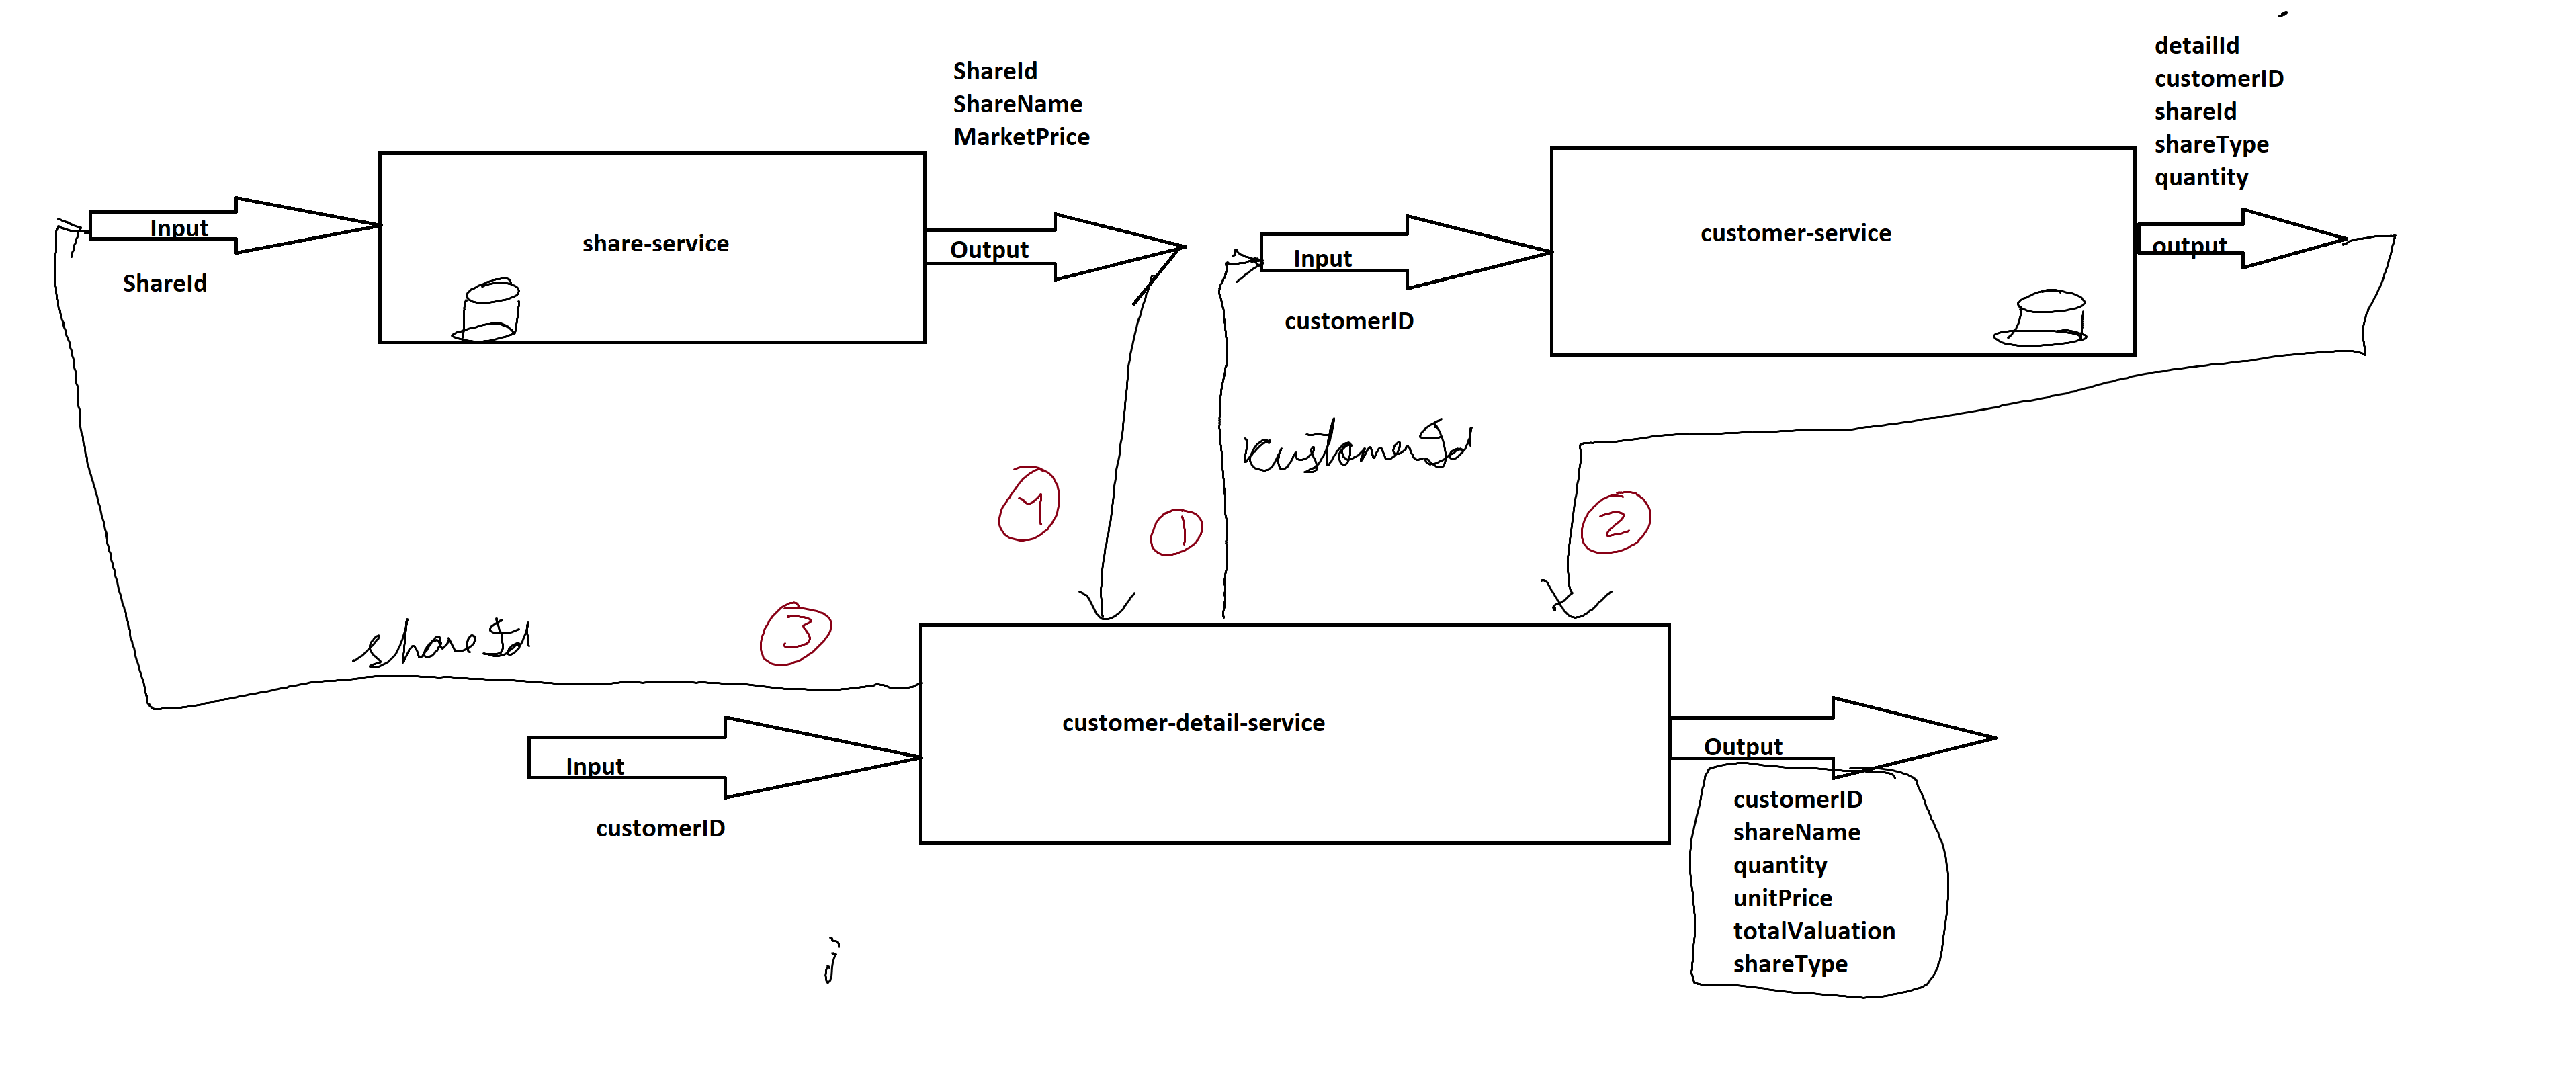 ShareId
ShareName
MarketPrice
detailId
customerID
shareId
shareType
quantity
Input
share-service
Output
Input
customer-service
output
ShareId
customerID
customerId
4
1
2
3
shareId
customer-detail-service
Input
Output
customerID
customerID
shareName
quantity
unitPrice
totalValuation
shareType